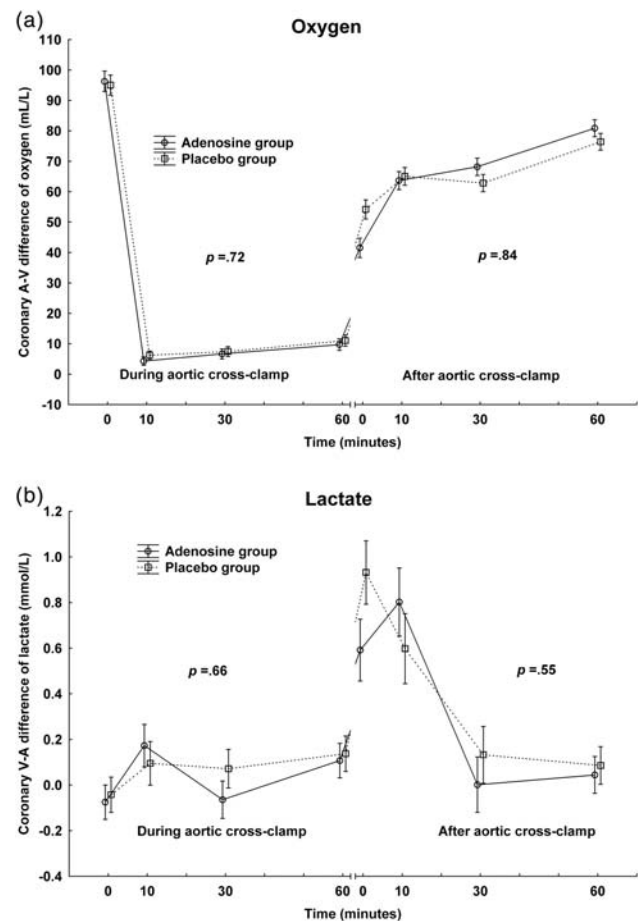 (a)
Oxygen
Coronary A-V difference of oxygen (mL/L)
110
100
90
80
70
60
50
40
30
20
10
0
-10
Adenosine group
Placebo group
p =.72
p =.84
During aortic cross-clamp
After aortic cross-clamp
0 10 30 60 0 10 30 60
Time (minutes) Time (minutes)
(b)
Lactate
Coronary V-A difference of lactate (mmol/L)
1.2
1.0
0.8
0.6
0.4
0.2
0.0
-0.2
-0.4
Adenosine group
Placebo group
p =.66
p =.55
During aortic cross-clamp
After aortic cross-clamp
0 10 30 60 0 10 30 60
Time (minutes) Time (minutes)